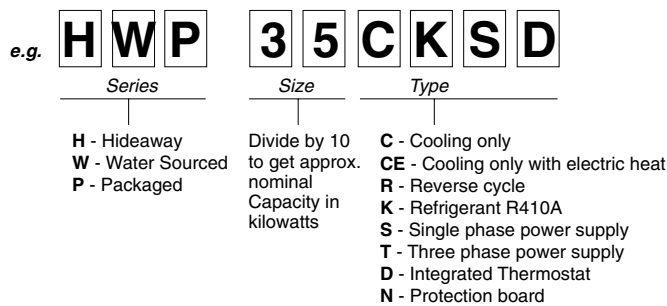 e.g. H W P 3 5 C K S D
Series Size Type
H - Hideaway
W - Water Sourced
P - Packaged
Divide by 10
to get approx.
nominal
Capacity in
kilowatts
C - Cooling only
CE - Cooling only with electric heat
R - Reverse cycle
K - Refrigerant R410A
S - Single phase power supply
T - Three phase power supply
D - Integrated Thermostat
N - Protection board